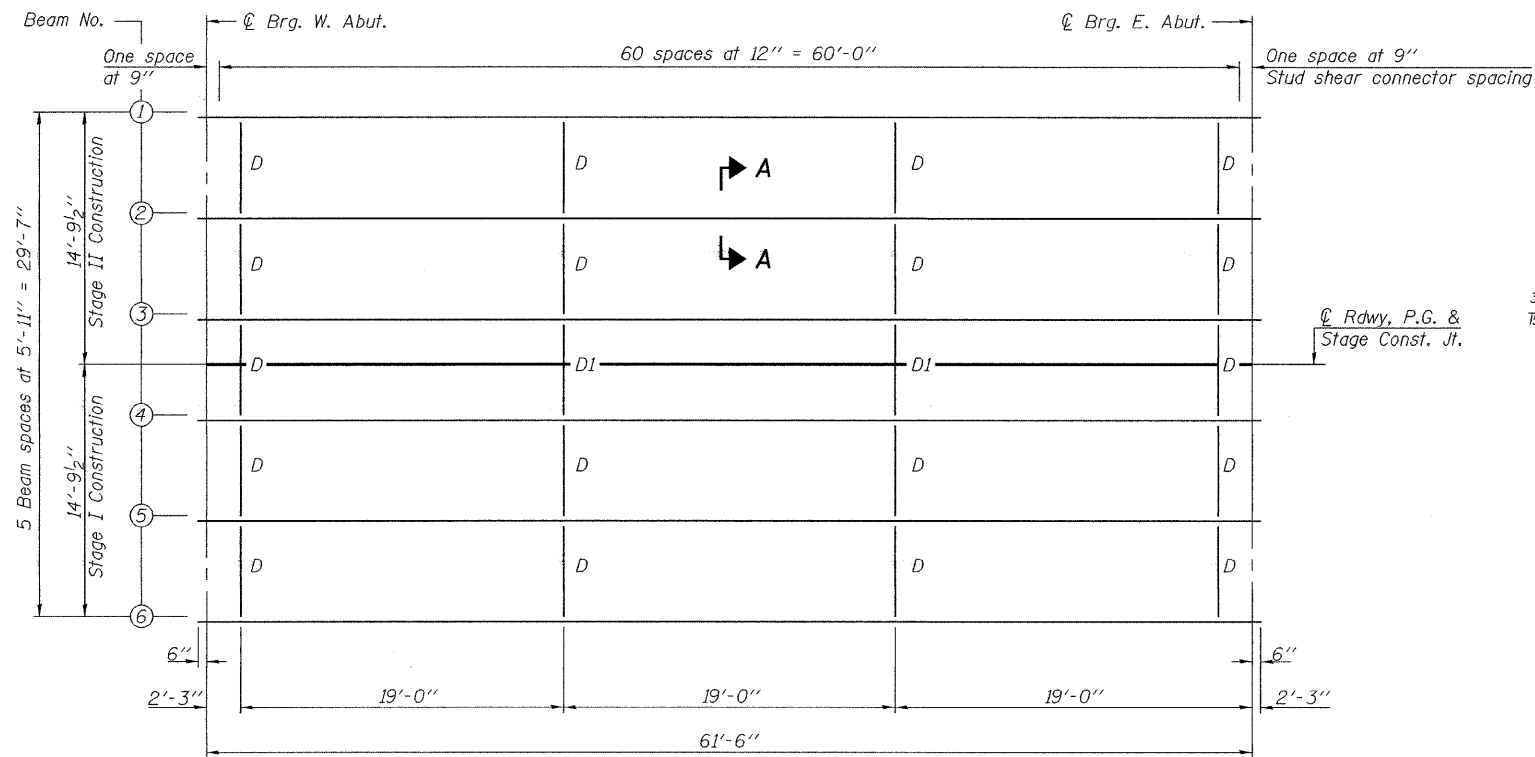 Beam No.
℄ Brg. W. Abut.
℄ Brg. E. Abut.
One space
at 9"
60 spaces at 12" = 60'-0"
One space at 9"
Stud shear connector spacing
1
2
3
4
5
6
5 Beam spaces at 5'-11" = 29'-7"
14'-9½"
Stage II Construction
14'-9½"
Stage I Construction
D
D
D
D
A
A
D
D
D
D
D
D1
D1
D
℄ Rdwy, P.G. &
Stage Const. Jt.
D
D
D
D
D
D
D
D
6"
6"
2'-3"
19'-0"
19'-0"
19'-0"
2'-3"
61'-6"